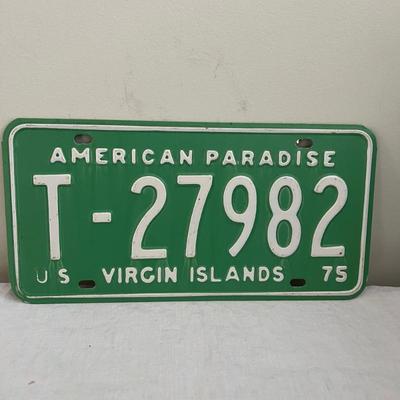 AMERICAN PARADISE
T-27982
US VIRGIN ISLANDS 75